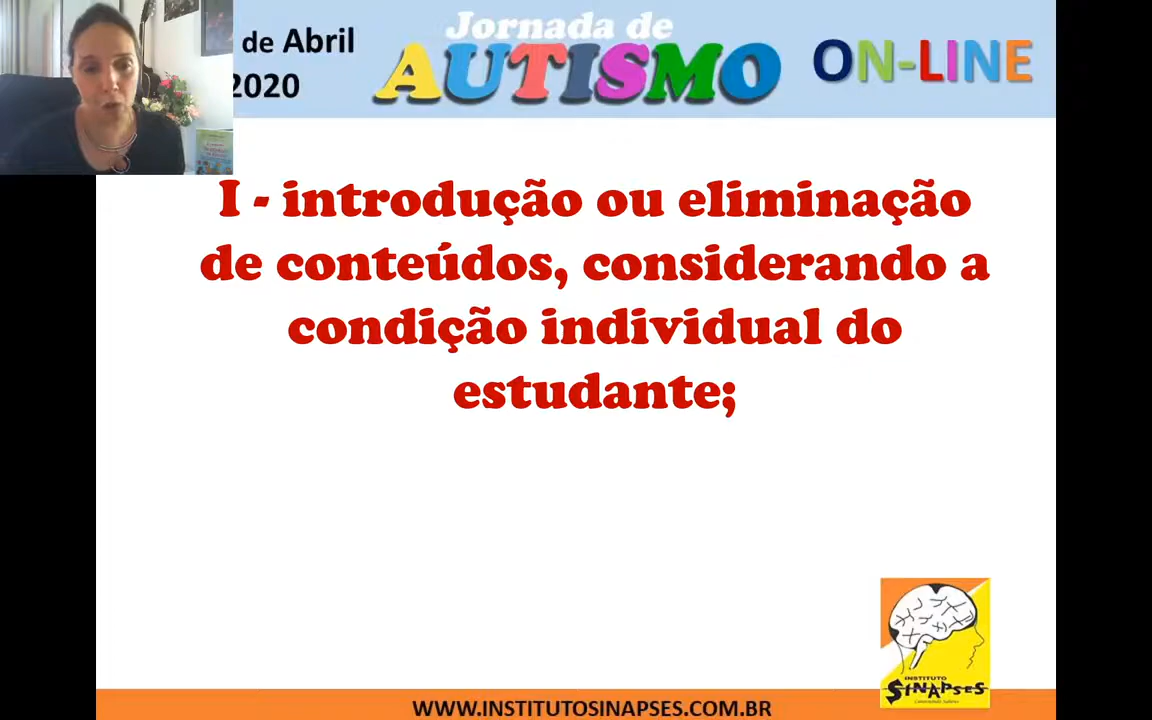 de Abril
2020
Jornada de
AUTISMO
ON-LINE
I - introdução ou eliminação
de conteúdos, considerando a
condição individual do
estudante;
INSTITUTO
SINAPSES
WWW.INSTITUTOSINAPSES.COM.BR